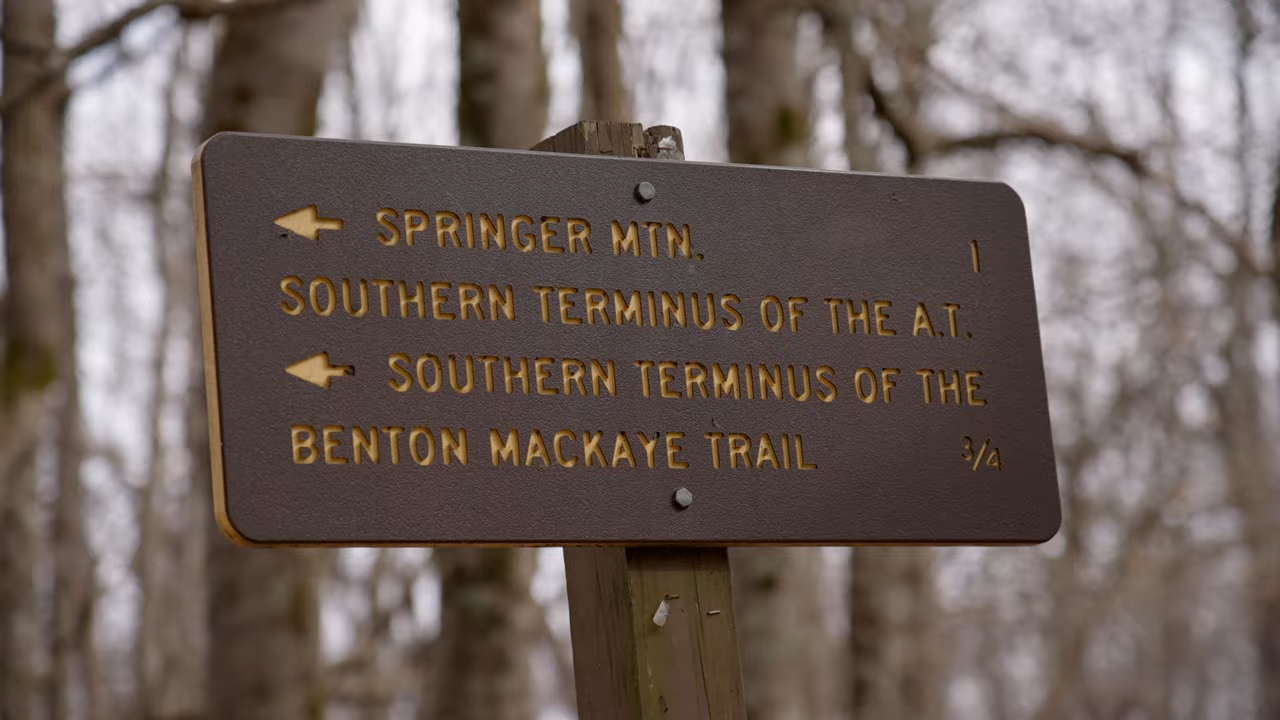 ← SPRINGER MTN. 1
SOUTHERN TERMINUS OF THE A.T.
← SOUTHERN TERMINUS OF THE
BENTON MACKAYE TRAIL 3/4